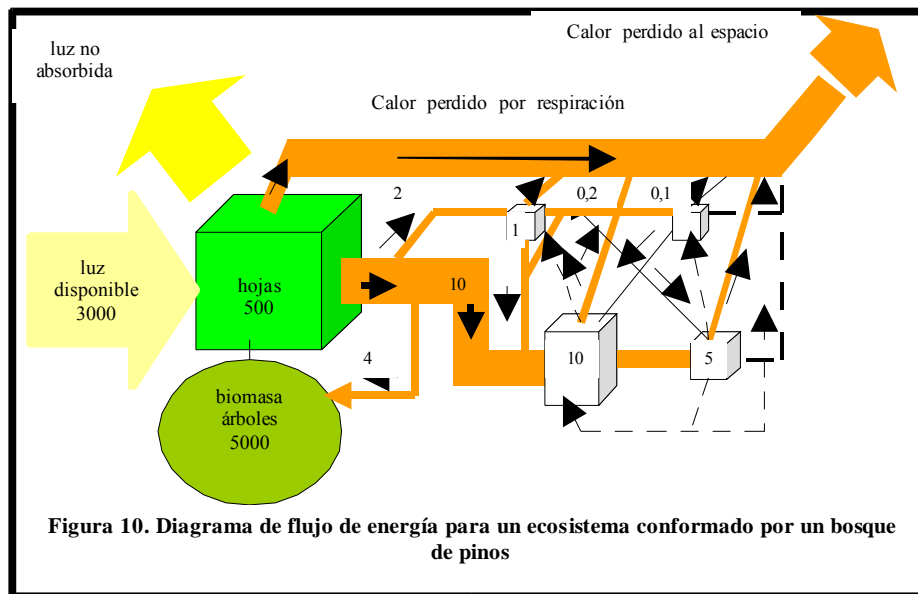 Calor perdido al espacio
luz no
absorbida
Calor perdido por respiración
2
0,2
0,1
1
luz
disponible
3000
hojas
500
10
10
5
4
biomasa
árboles
5000
Figura 10. Diagrama de flujo de energía para un ecosistema conformado por un bosque
de pinos